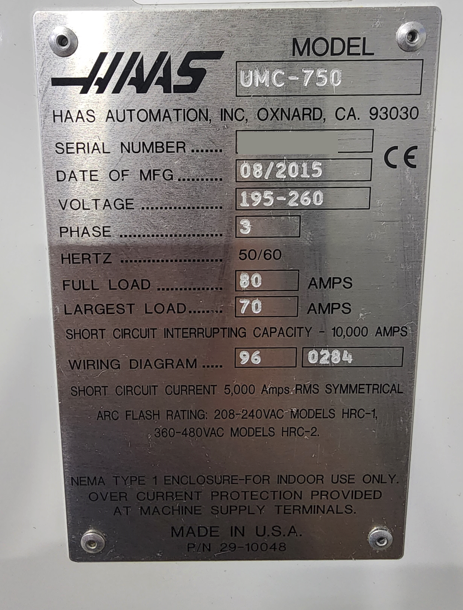 HAAS
MODEL
UMC-750
HAAS AUTOMATION, INC, OXNARD, CA. 93030
SERIAL NUMBER .......
DATE OF MFG ......... 08/2015
CE
VOLTAGE ................ 195-260
PHASE .................... 3
HERTZ .................... 50/60
FULL LOAD ............. 80 AMPS
LARGEST LOAD....... 70 AMPS
SHORT CIRCUIT INTERRUPTING CAPACITY - 10,000 AMPS
WIRING DIAGRAM ..... 96 0284
SHORT CIRCUIT CURRENT 5,000 Amps RMS SYMMETRICAL
ARC FLASH RATING: 208-240VAC MODELS HRC-1,
360-480VAC MODELS HRC-2.
NEMA TYPE 1 ENCLOSURE-FOR INDOOR USE ONLY.
OVER CURRENT PROTECTION PROVIDED
AT MACHINE SUPPLY TERMINALS.
MADE IN U.S.A.
P/N 29-10048